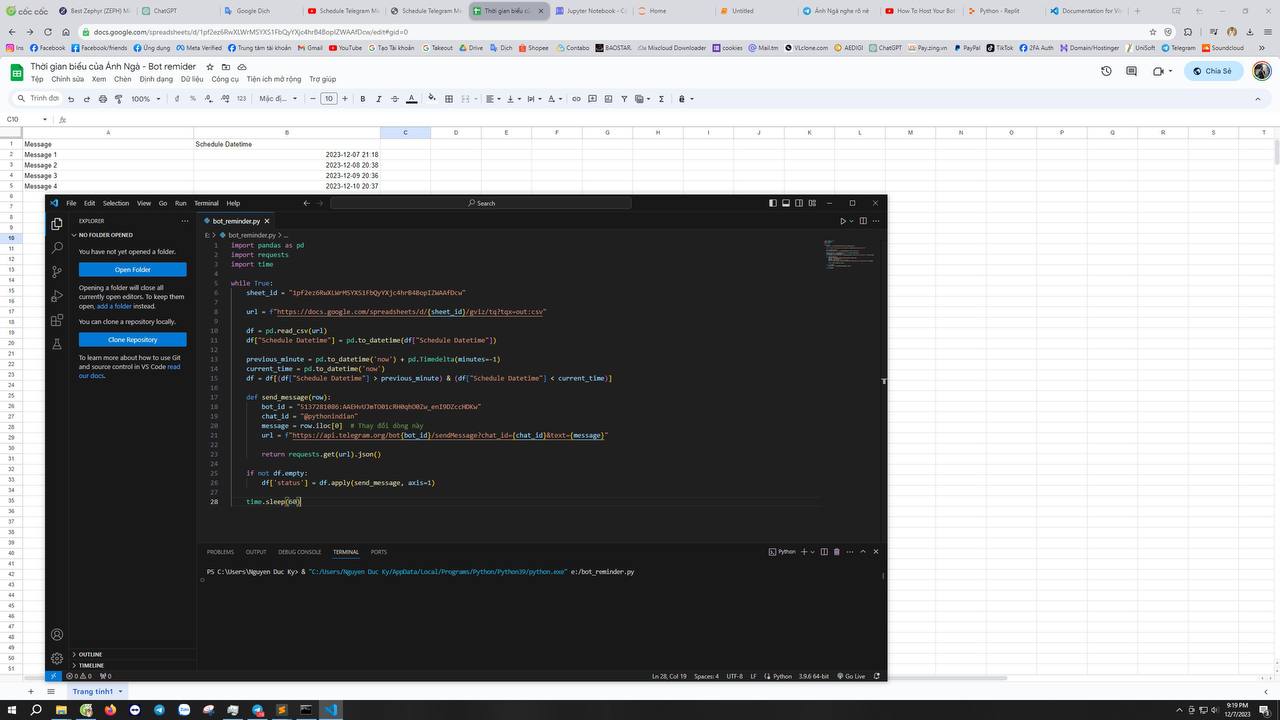 cốc cốc
Best Zephyr (ZEPH) Mi
ChatGPT
Google Dịch
Schedule Telegram Me
Schedule Telegram Me
Thời gian biểu của Ánh
Jupyter Notebook - Co
Home
Untitled
Ánh Ngà nghe rõ nè
How To Host Your Bot
Python - Replit
Documentation for Vi
docs.google.com/spreadsheets/d/1pf2ez6RwXLWrMSYXS1FbQyYXjc4hrB4BopIZWAAfDcw/edit#gid=0
Ins
Facebook
Facebook/friends
Ứng dụng
Meta Verified
Trung tâm tài khoản
Gmail
YouTube
Tạo Tài khoản
Takeout
Drive
Dịch
Shopee
Contabo
BAOSTAR.
Mixcloud Downloader
cookies
@Mail.tm
VLclone.com
AEDIGI
ChatGPT
Pay.zing.vn
PayPal
TikTok
2FA Auth
Domain/Hosting
UniSoft
Telegram
Soundcloud
Thời gian biểu của Ánh Ngà - Bot remider
Tệp Chỉnh sửa Xem Chèn Định dạng Dữ liệu Công cụ Tiện ích mở rộng Trợ giúp
Chia Sẻ
Trình đơn
100%
₫ % .0 .00 123
Mặc đị...
10
C10
fx
A B C D E F G H I J K L M N O P Q R S T
1 Message Schedule Datetime
2 Message 1 2023-12-07 21:18
3 Message 2 2023-12-08 20:38
4 Message 3 2023-12-09 20:36
5 Message 4 2023-12-10 20:37
File Edit Selection View Go Run Terminal Help
Search
EXPLORER
NO FOLDER OPENED
You have not yet opened a folder.
Open Folder
Opening a folder will close all
currently open editors. To keep them
open, add a folder instead.
You can clone a repository locally.
Clone Repository
To learn more about how to use Git
and source control in VS Code read
our docs.
OUTLINE
TIMELINE
bot_reminder.py
E: > bot_reminder.py > ...
1 import pandas as pd
2 import requests
3 import time
4
5 while True:
6 sheet_id = "1pf2ez6RwXLWrMSYXS1FbQyYXjc4hrB4BopIZWAAfDcw"
7
8 url = f"https://docs.google.com/spreadsheets/d/{sheet_id}/gviz/tq?tqx=out:csv"
9
10 df = pd.read_csv(url)
11 df["Schedule Datetime"] = pd.to_datetime(df["Schedule Datetime"])
12
13 previous_minute = pd.to_datetime('now') + pd.Timedelta(minutes=-1)
14 current_time = pd.to_datetime('now')
15 df = df[(df["Schedule Datetime"] > previous_minute) & (df["Schedule Datetime"] < current_time)]
16
17 def send_message(row):
18 bot_id = "5137281086:AAEHvUJmTO01cRH0qhO0Zw_enI9DZccHDKw"
19 chat_id = "@pythonindian"
20 message = row.iloc[0] # Thay đổi dòng này
21 url = f"https://api.telegram.org/bot{bot_id}/sendMessage?chat_id={chat_id}&text={message}"
22
23 return requests.get(url).json()
24
25 if not df.empty:
26 df['status'] = df.apply(send_message, axis=1)
27
28 time.sleep(60)
PROBLEMS OUTPUT DEBUG CONSOLE TERMINAL PORTS
Python
PS C:\Users\Nguyen Duc Ky> & "C:/Users/Nguyen Duc Ky/AppData/Local/Programs/Python/Python39/python.exe" e:/bot_reminder.py
0 0 0
Ln 28, Col 19 Spaces: 4 UTF-8 LF Python 3.9.6 64-bit Go Live
Trang tính1
9:19 PM
12/7/2023